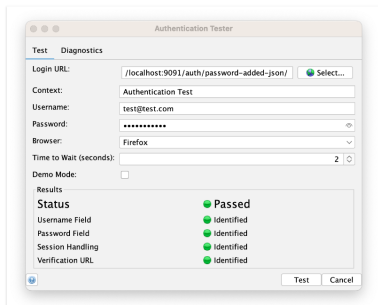 Authentication Tester
Test Diagnostics
Login URL: /localhost:9091/auth/password-added-json/ Select...
Context: Authentication Test
Username: test@test.com
Password: •••••••••••
Browser: Firefox
Time to Wait (seconds): 2
Demo Mode:
Results
Status Passed
Username Field Identified
Password Field Identified
Session Handling Identified
Verification URL Identified
Test Cancel